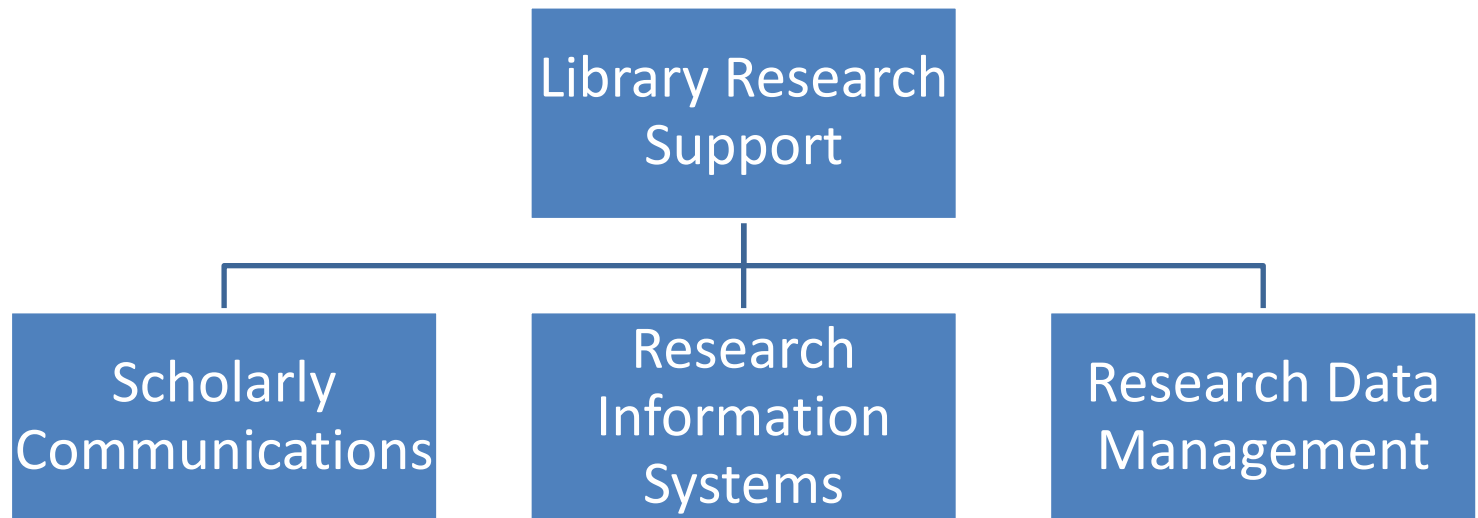 Library Research
Support
Scholarly
Communications
Research
Information
Systems
Research Data
Management